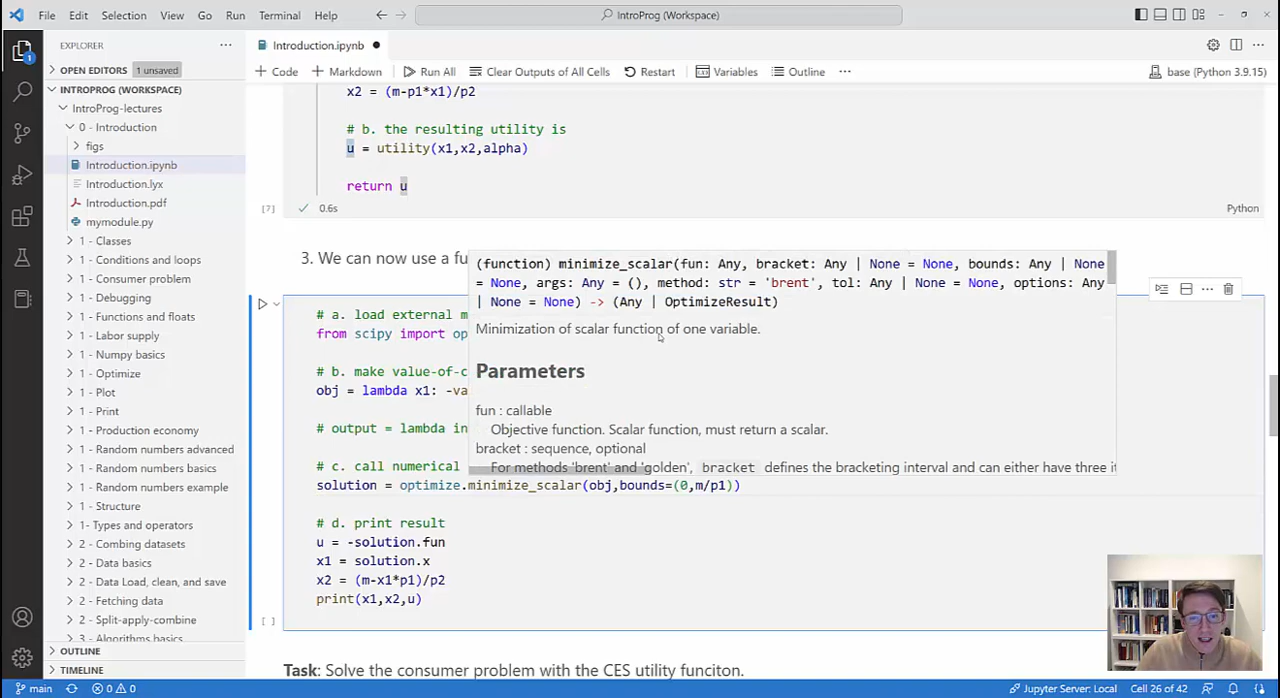 File Edit Selection View Go Run Terminal Help
IntroProg (Workspace)
EXPLORER
Introduction.ipynb
OPEN EDITORS 1 unsaved
Code Markdown Run All Clear Outputs of All Cells Restart Variables Outline base (Python 3.9.15)
INTROPROG (WORKSPACE)
IntroProg-lectures
0 - Introduction
figs
Introduction.ipynb
Introduction.lyx
Introduction.pdf
mymodule.py
1 - Classes
1 - Conditions and loops
1 - Consumer problem
1 - Debugging
1 - Functions and floats
1 - Labor supply
1 - Numpy basics
1 - Optimize
1 - Plot
1 - Print
1 - Production economy
1 - Random numbers advanced
1 - Random numbers basics
1 - Random numbers example
1 - Structure
1- Types and operators
2 - Combing datasets
2 - Data basics
2 - Data Load, clean, and save
2 - Fetching data
2 - Split-apply-combine
3 - Algorithms basics
OUTLINE
TIMELINE
x2 = (m-p1*x1)/p2
# b. the resulting utility is
u = utility(x1,x2,alpha)
return u
[7] 0.6s Python
3. We can now use a fu
(function) minimize_scalar(fun: Any, bracket: Any | None = None, bounds: Any | None
= None, args: Any = (), method: str = 'brent', tol: Any | None = None, options: Any
| None = None) -> (Any | OptimizeResult)
Minimization of scalar function of one variable.
Parameters
fun : callable
Objective function. Scalar function, must return a scalar.
bracket : sequence, optional
For methods 'brent' and 'golden', bracket defines the bracketing interval and can either have three it
# a. load external m
from scipy import op
# b. make value-of-c
obj = lambda x1: -va
# output = lambda in
# c. call numerical
solution = optimize.minimize_scalar(obj,bounds=(0,m/p1))
# d. print result
u = -solution.fun
x1 = solution.x
x2 = (m-x1*p1)/p2
print(x1,x2,u)
[ ]
Task: Solve the consumer problem with the CES utility funciton.
main 0 0 Jupyter Server: Local Cell 26 of 42